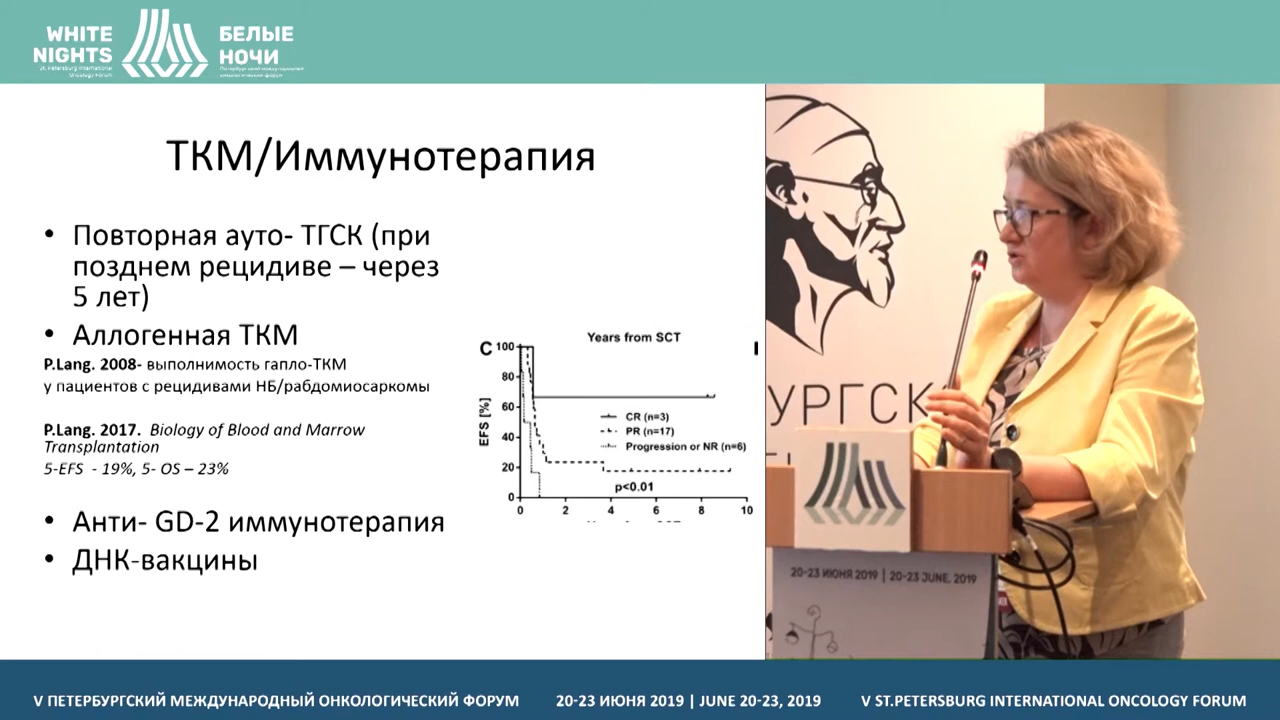 WHITE
NIGHTS
St. Petersburg International
Oncology Forum
БЕЛЫЕ
НОЧИ
Петербургский международный
онкологический форум
ТКМ/Иммунотерапия
• Повторная ауто- ТГСК (при
позднем рецидиве – через
5 лет)
• Аллогенная ТКМ
P.Lang. 2008- выполнимость гапло-ТКМ
у пациентов с рецидивами НБ/рабдомиосаркомы
P.Lang. 2017. Biology of Blood and Marrow
Transplantation
5-EFS - 19%, 5- OS – 23%
• Анти- GD-2 иммунотерапия
• ДНК-вакцины
Years from SCT
C
100
80
60
40
20
0
EFS [%]
CR (n=3)
PR (n=17)
Progression or NR (n=6)
p<0.01
0 2 4 6 8 10
УРГСК
20-23 ИЮНЯ 2019 | 20-23 JUNE, 2019
V ПЕТЕРБУРГСКИЙ МЕЖДУНАРОДНЫЙ ОНКОЛОГИЧЕСКИЙ ФОРУМ 20-23 ИЮНЯ 2019 | JUNE 20-23, 2019 V ST.PETERSBURG INTERNATIONAL ONCOLOGY FORUM